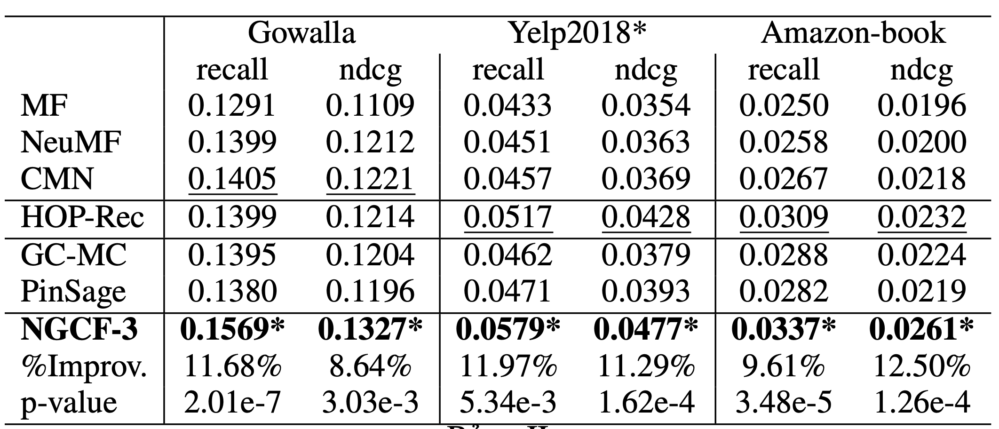 Gowalla Yelp2018* Amazon-book
recall ndcg recall ndcg recall ndcg
MF 0.1291 0.1109 0.0433 0.0354 0.0250 0.0196
NeuMF 0.1399 0.1212 0.0451 0.0363 0.0258 0.0200
CMN 0.1405 0.1221 0.0457 0.0369 0.0267 0.0218
HOP-Rec 0.1399 0.1214 0.0517 0.0428 0.0309 0.0232
GC-MC 0.1395 0.1204 0.0462 0.0379 0.0288 0.0224
PinSage 0.1380 0.1196 0.0471 0.0393 0.0282 0.0219
NGCF-3 0.1569* 0.1327* 0.0579* 0.0477* 0.0337* 0.0261*
%Improv. 11.68% 8.64% 11.97% 11.29% 9.61% 12.50%
p-value 2.01e-7 3.03e-3 5.34e-3 1.62e-4 3.48e-5 1.26e-4